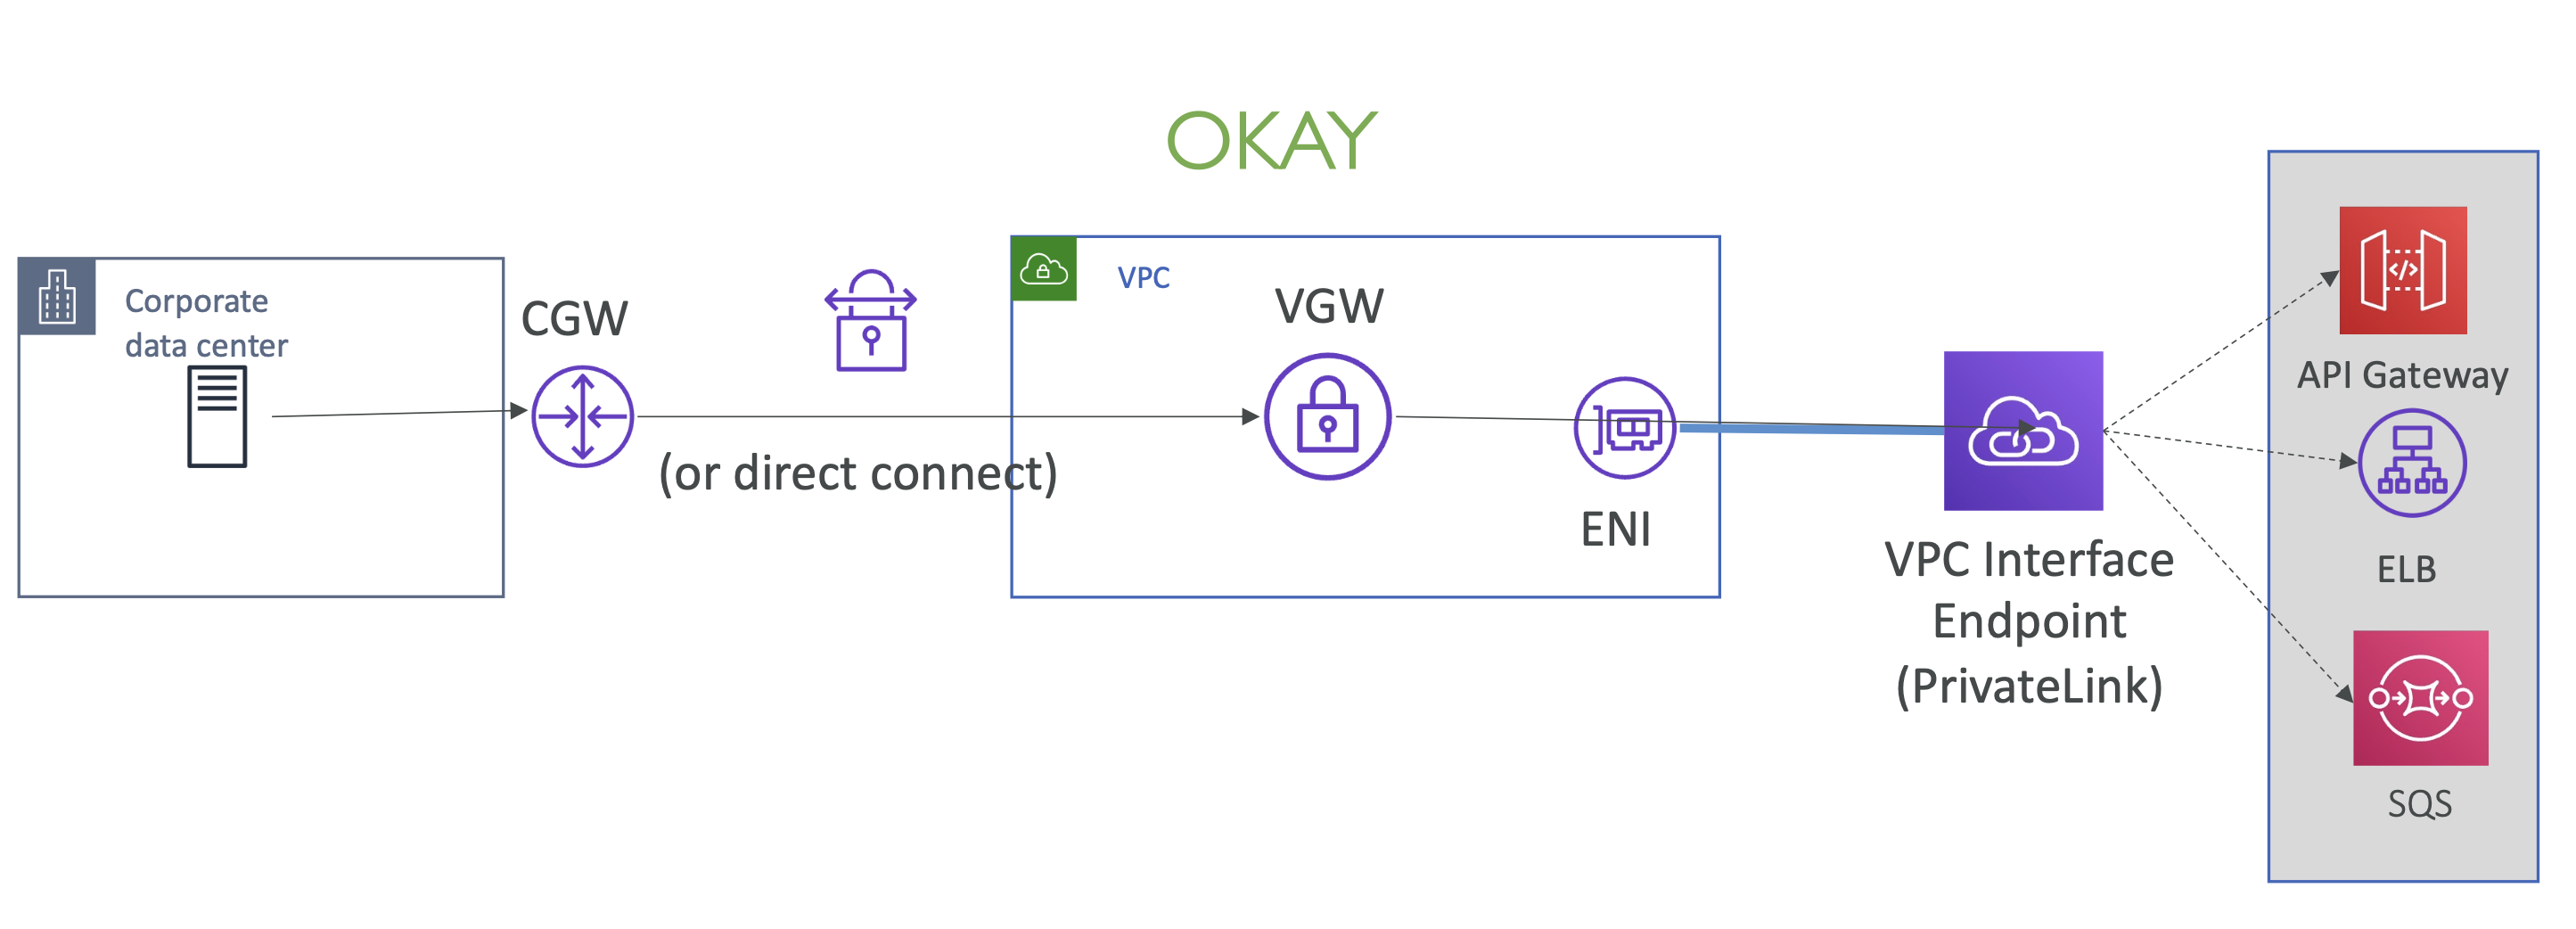 OKAY
Corporate
data center
CGW
(or direct connect)
VPC
VGW
ENI
VPC Interface
Endpoint
(PrivateLink)
API Gateway
ELB
SQS